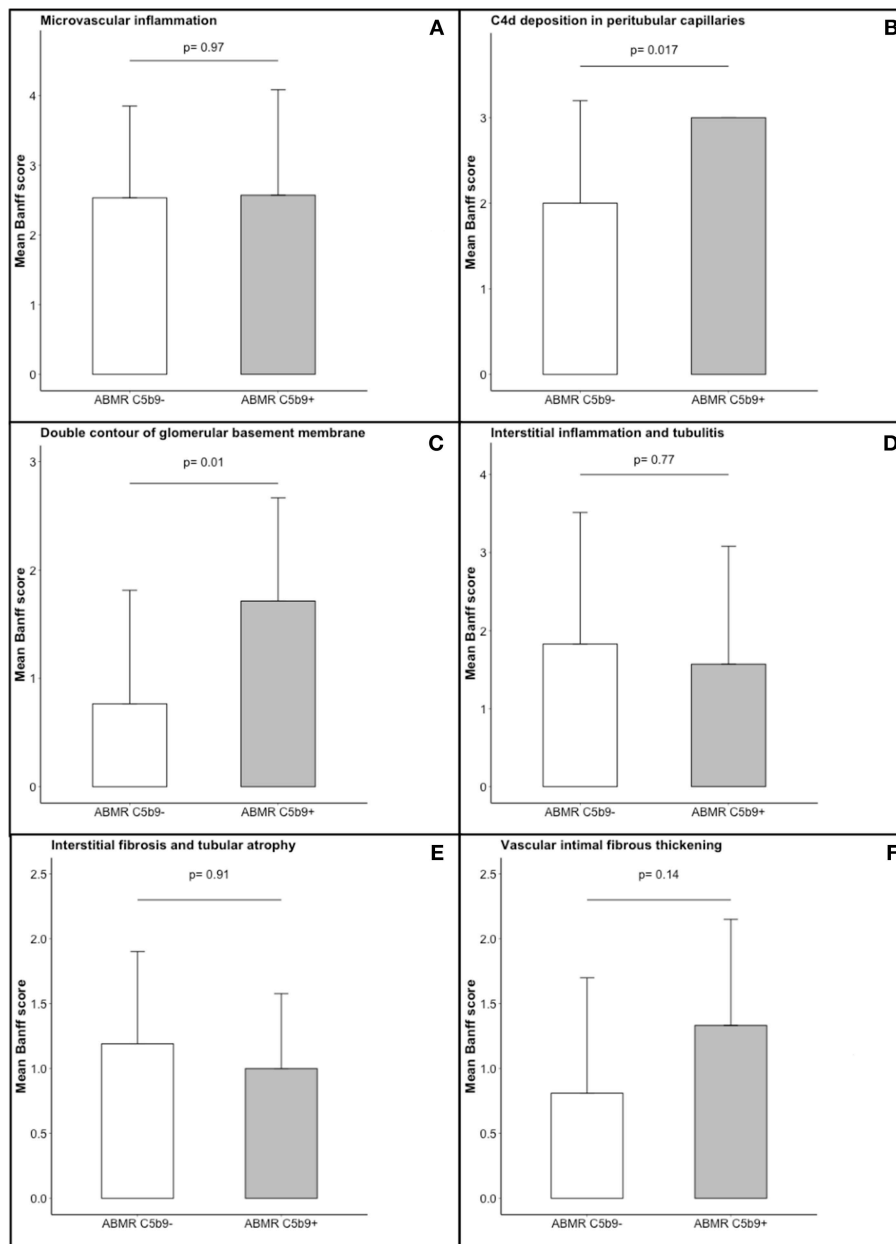 Microvascular inflammation
A
p= 0.97
4
3
2
1
0
Mean Banff score
ABMR C5b9-
ABMR C5b9+
C4d deposition in peritubular capillaries
B
p= 0.017
3
2
1
0
Mean Banff score
ABMR C5b9-
ABMR C5b9+
Double contour of glomerular basement membrane
C
p= 0.01
3
2
1
0
Mean Banff score
ABMR C5b9-
ABMR C5b9+
Interstitial inflammation and tubulitis
D
p= 0.77
4
3
2
1
0
Mean Banff score
ABMR C5b9-
ABMR C5b9+
Interstitial fibrosis and tubular atrophy
E
p= 0.91
2.5
2.0
1.5
1.0
0.5
0.0
Mean Banff score
ABMR C5b9-
ABMR C5b9+
Vascular intimal fibrous thickening
F
p= 0.14
2.5
2.0
1.5
1.0
0.5
0.0
Mean Banff score
ABMR C5b9-
ABMR C5b9+